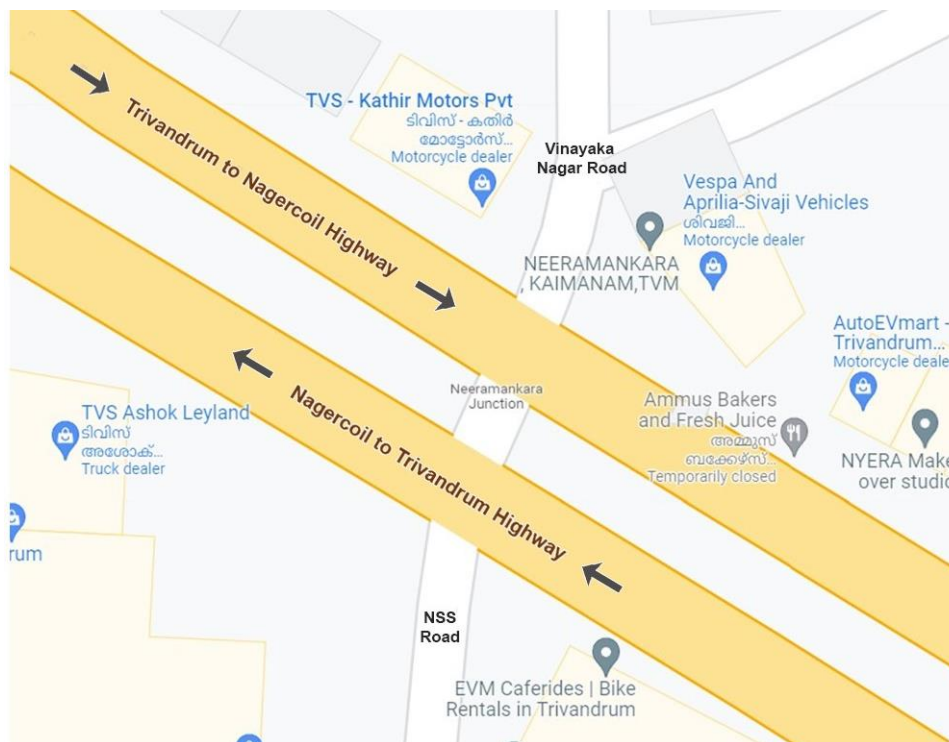 Trivandrum to Nagercoil Highway
TVS - Kathir Motors Pvt
ടിവിസ് - കതിർ
മോട്ടോർസ്...
Motorcycle dealer
Vinayaka
Nagar Road
Vespa And
Aprilia-Sivaji Vehicles
ശിവജി...
Motorcycle dealer
NEERAMANKARA
, KAIMANAM,TVM
AutoEVmart -
Trivandrum...
Motorcycle deale
Neeramankara
Junction
Nagercoil to Trivandrum Highway
TVS Ashok Leyland
ടിവിസ്
അശോക്...
Truck dealer
Ammus Bakers
and Fresh Juice
അമ്മുസ്
ബക്കേഴ്സ്...
Temporarily closed
NYERA Make
over studio
rum
NSS
Road
EVM Caferides | Bike
Rentals in Trivandrum